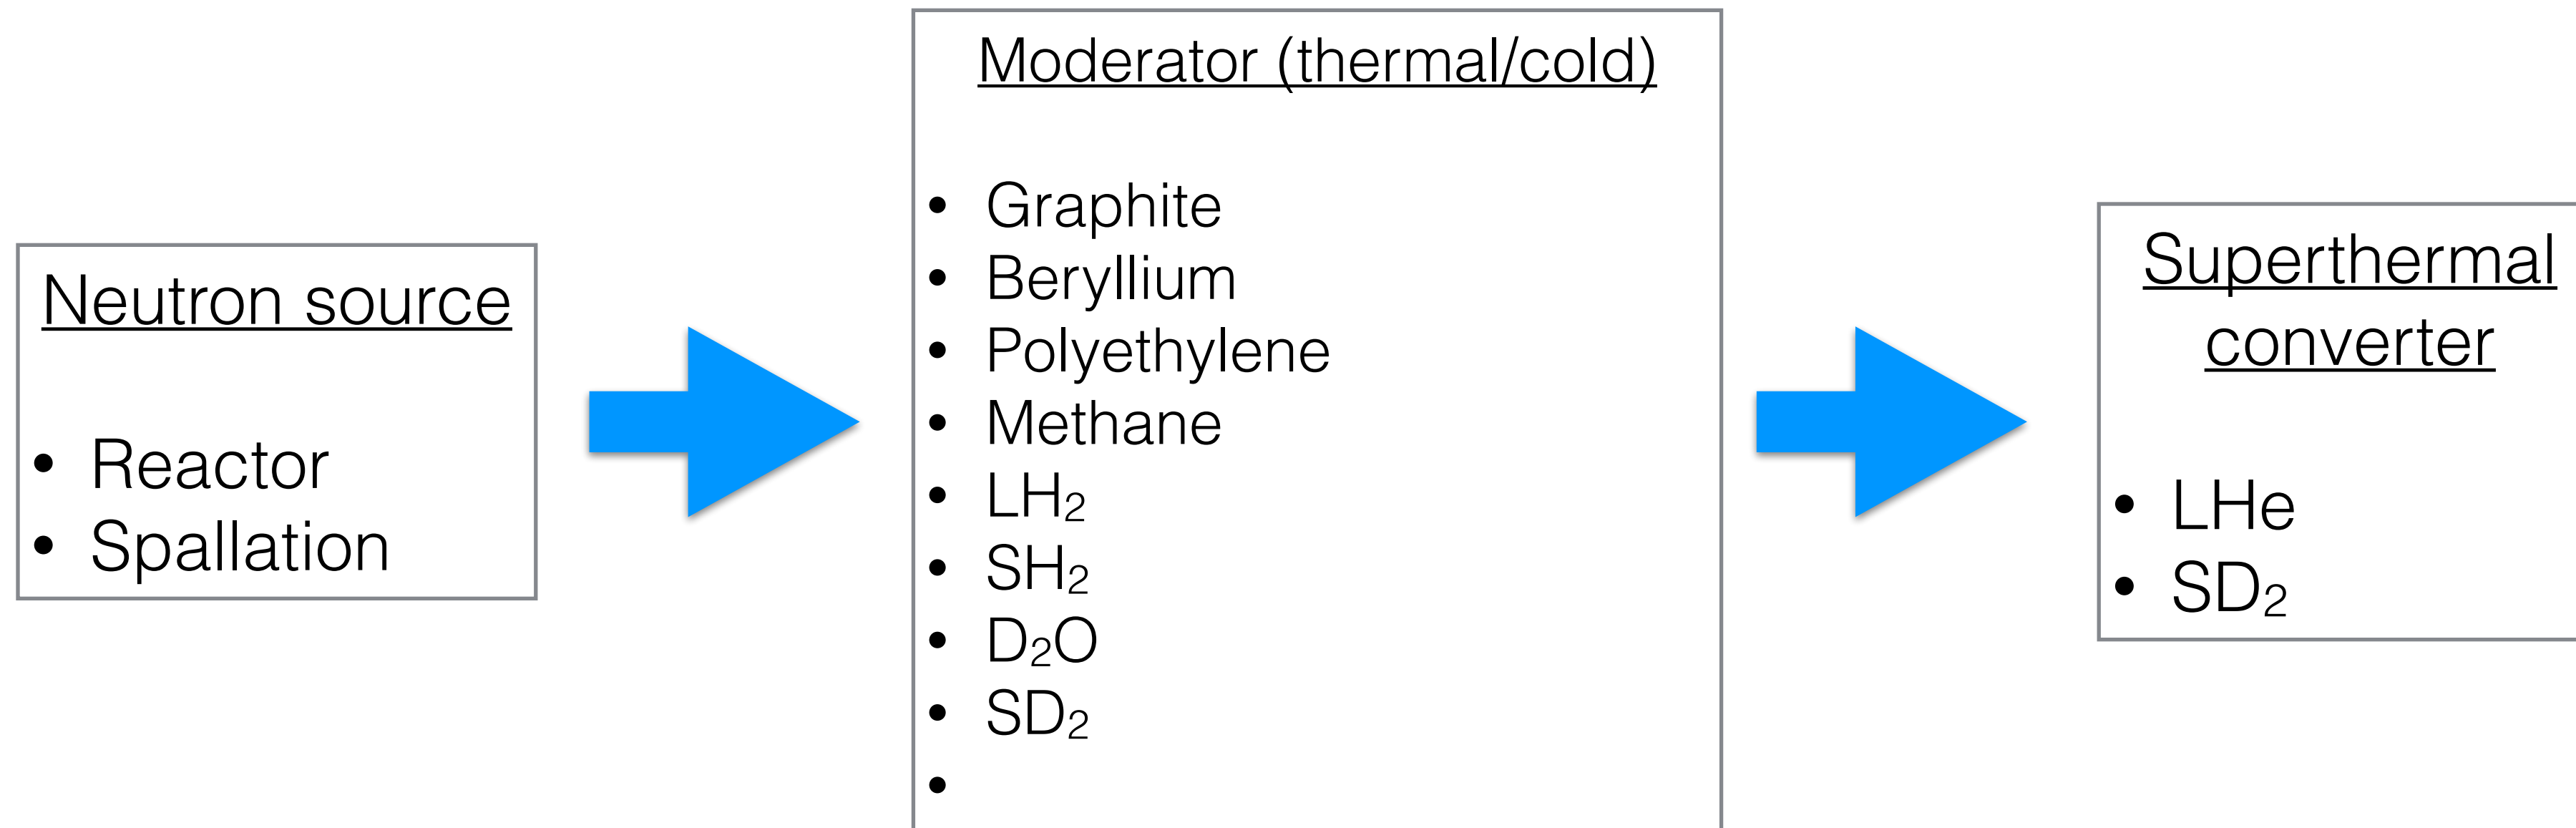 Neutron source
• Reactor
• Spallation
Moderator (thermal/cold)
• Graphite
• Beryllium
• Polyethylene
• Methane
• LH₂
• SH₂
• D₂O
• SD₂
•
Superthermal
converter
• LHe
• SD₂